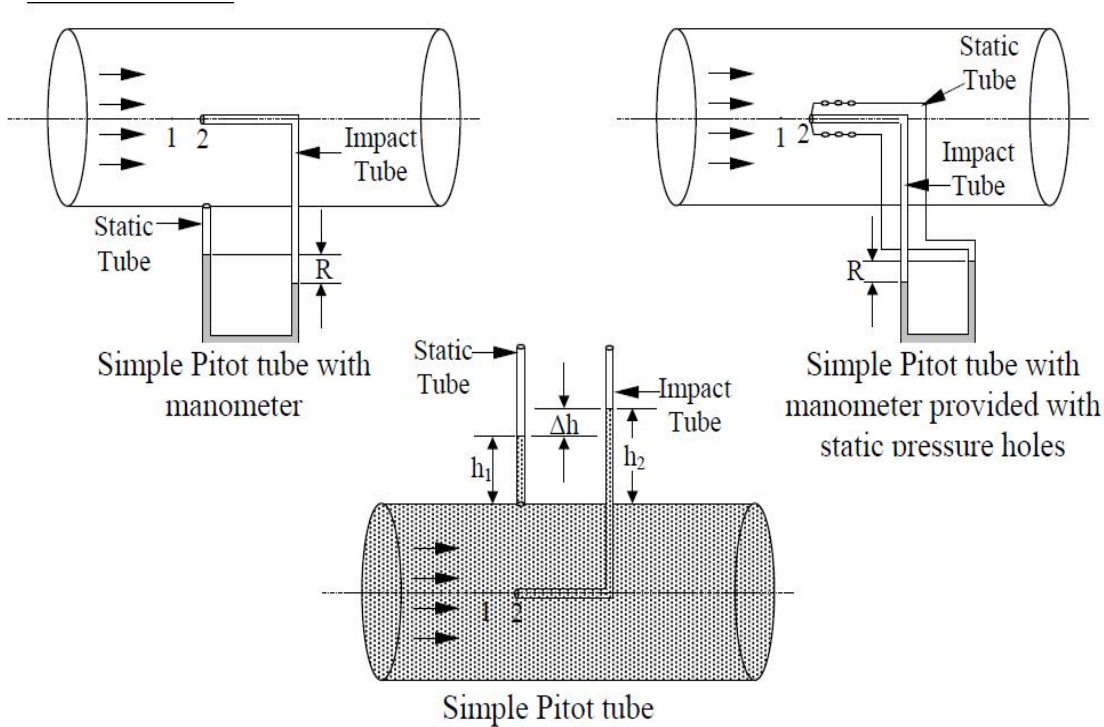 1 2
Impact
Tube
Static
Tube
R
Simple Pitot tube with
manometer
Static
Tube
1 2
Impact
Tube
R
Simple Pitot tube with
manometer provided with
static pressure holes
Static
Tube
Impact
Tube
Δh
h₁
h₂
1 2
Simple Pitot tube